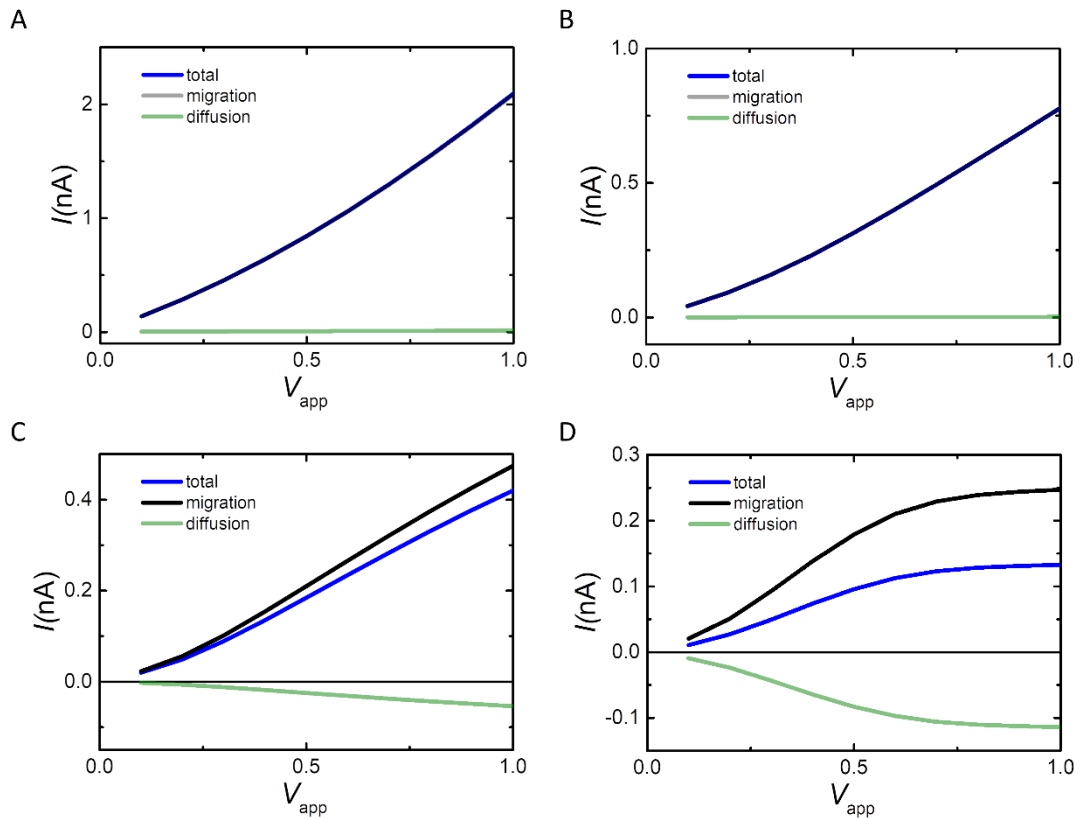 A
I(nA)
2
1
0
total
migration
diffusion
0.0
0.5
1.0
Vapp
B
I(nA)
1.0
0.5
0.0
total
migration
diffusion
0.0
0.5
1.0
Vapp
C
I(nA)
0.4
0.2
0.0
total
migration
diffusion
0.0
0.5
1.0
Vapp
D
I(nA)
0.3
0.2
0.1
0.0
-0.1
total
migration
diffusion
0.0
0.5
1.0
Vapp